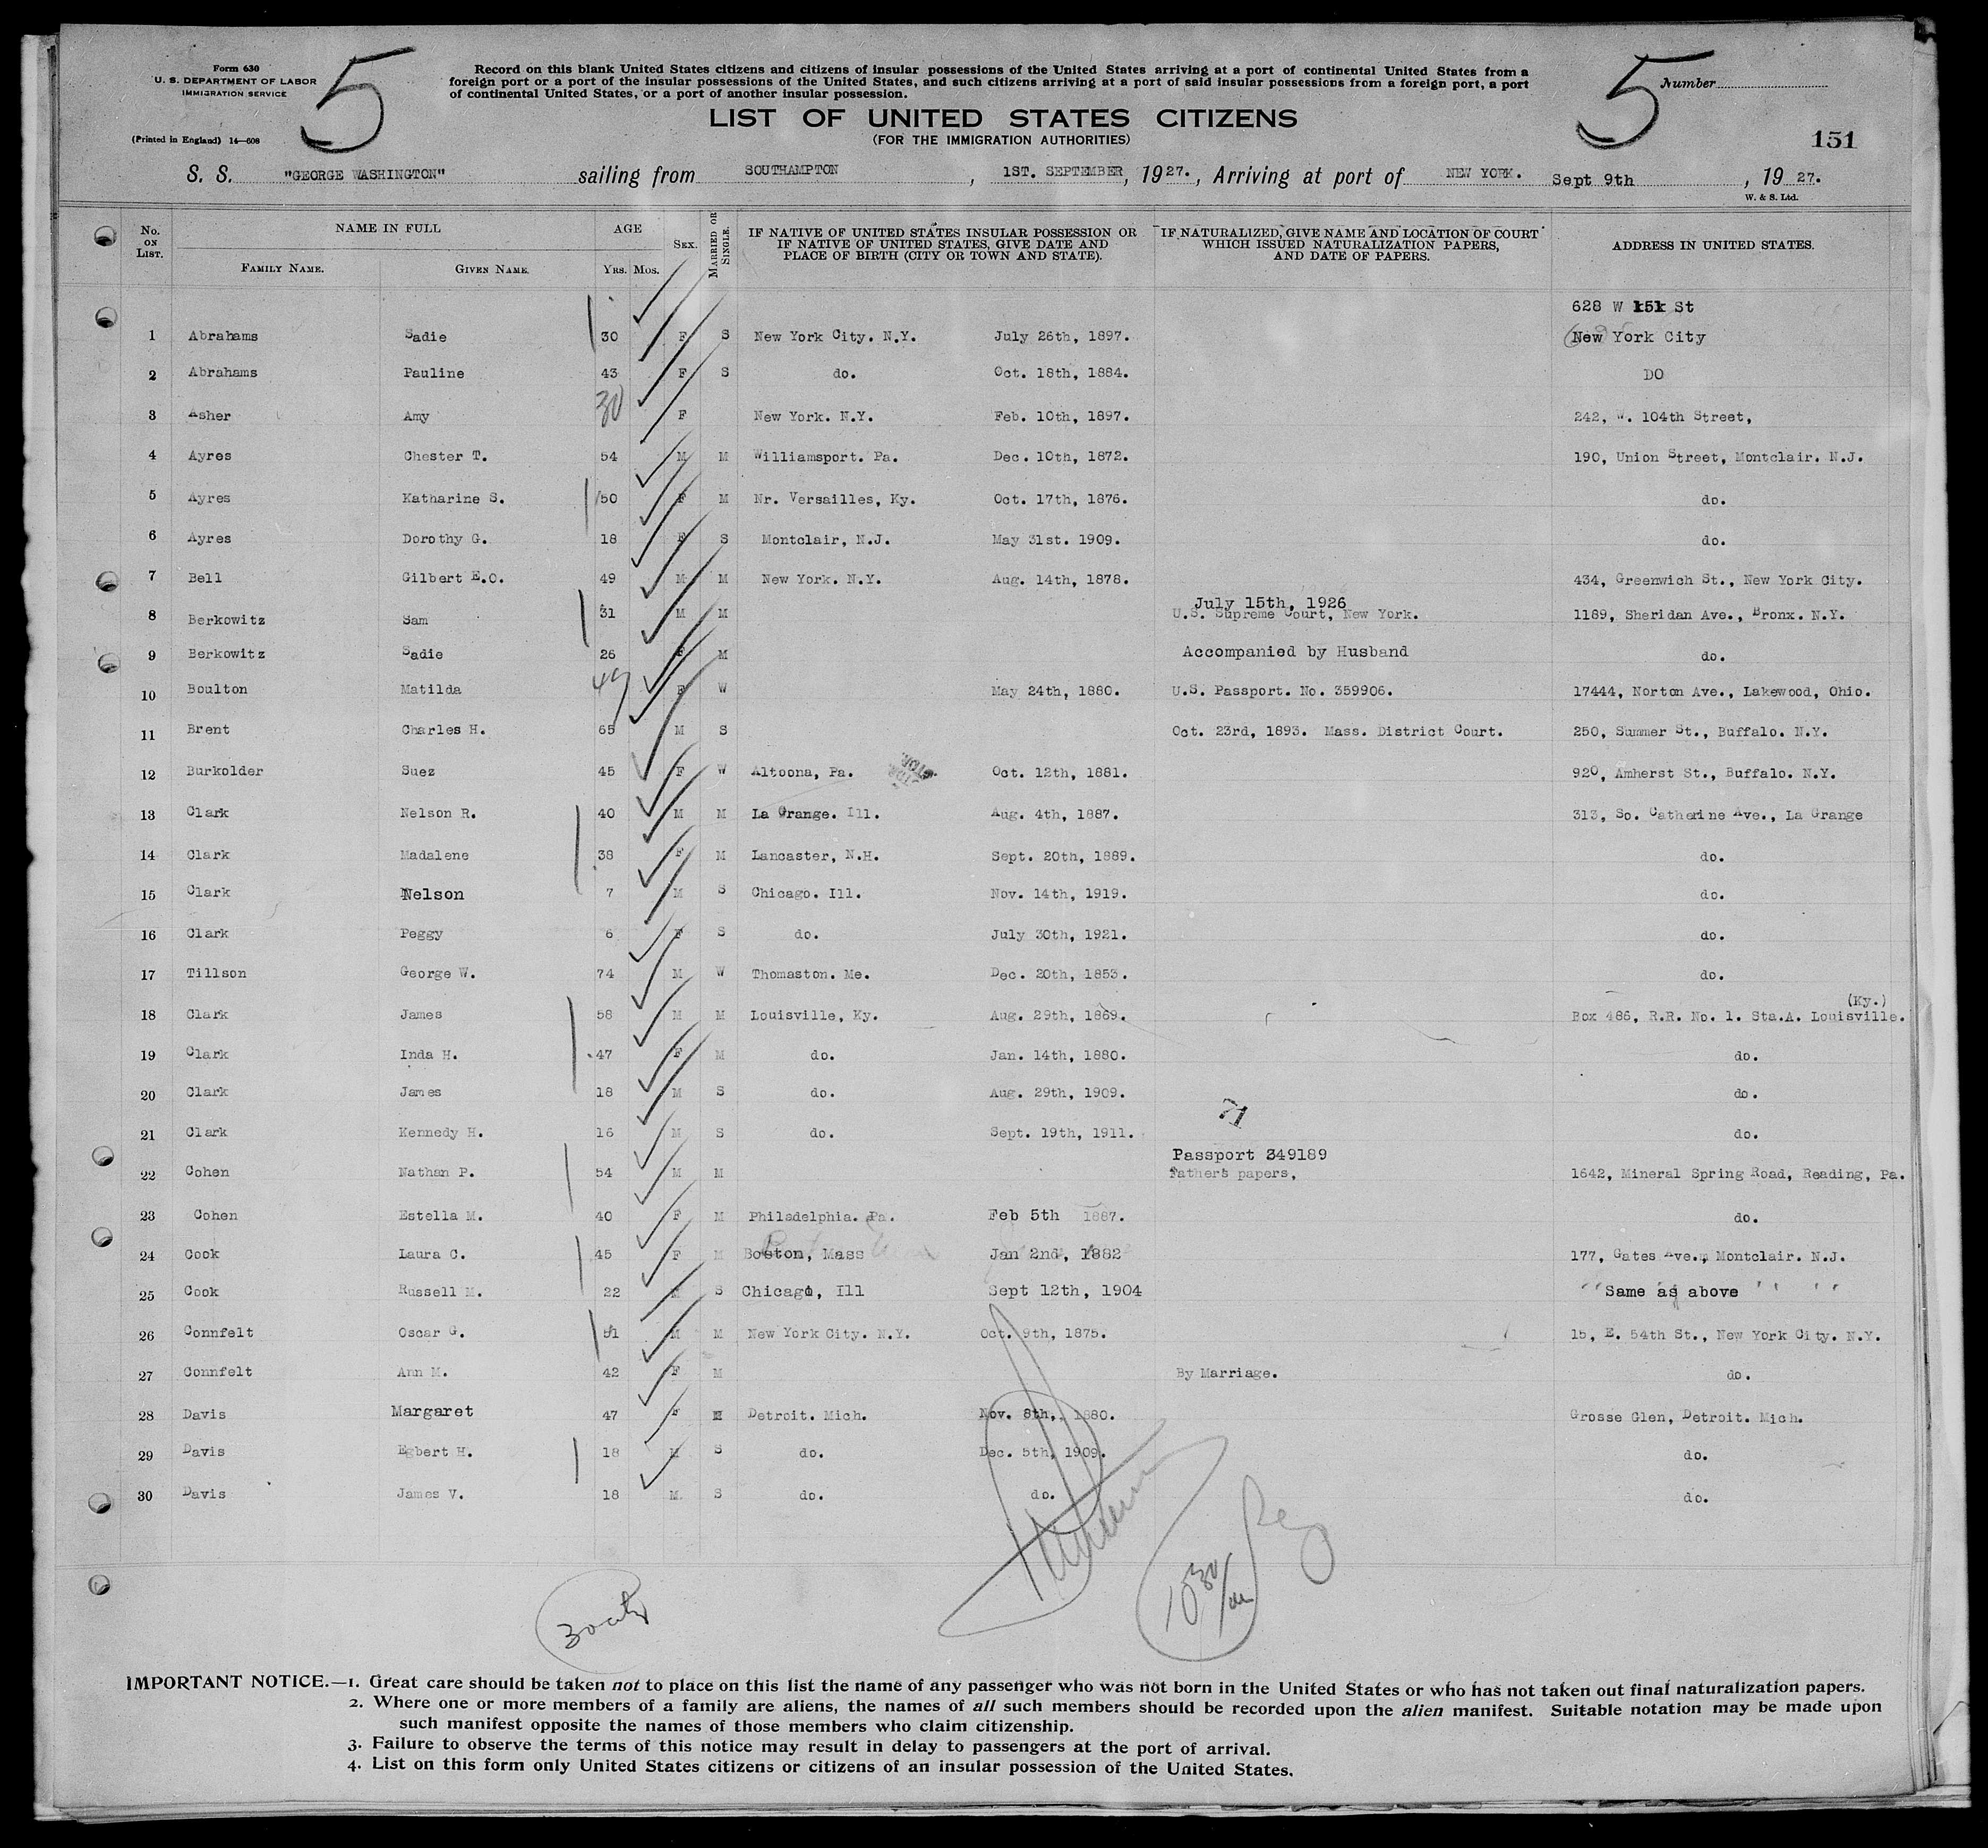 Form 630
U. S. DEPARTMENT OF LABOR
IMMIGRATION SERVICE
(Printed in England) 14—608
5
Record on this blank United States citizens and citizens of insular possessions of the United States arriving at a port of continental United States from a
foreign port or a port of the insular possessions of the United States, and such citizens arriving at a port of said insular possessions from a foreign port, a port
of continental United States, or a port of another insular possession.
5
Number
LIST OF UNITED STATES CITIZENS
(FOR THE IMMIGRATION AUTHORITIES)
151
S. S. "GEORGE WASHINGTON" sailing from SOUTHAMPTON, 1ST. SEPTEMBER, 1927., Arriving at port of NEW YORK. Sept 9th, 1927.
W. & S. Ltd.
No. ON LIST. NAME IN FULL AGE SEX. MARRIED OR SINGLE. IF NATIVE OF UNITED STATES INSULAR POSSESSION OR IF NATIVE OF UNITED STATES, GIVE DATE AND PLACE OF BIRTH (CITY OR TOWN AND STATE). IF NATURALIZED, GIVE NAME AND LOCATION OF COURT WHICH ISSUED NATURALIZATION PAPERS, AND DATE OF PAPERS. ADDRESS IN UNITED STATES.
FAMILY NAME. GIVEN NAME. YRS. MOS.
628 W 151 St
1 Abrahams Sadie 30 F S New York City. N.Y. July 26th, 1897. New York City
2 Abrahams Pauline 43 F S do. Oct. 18th, 1884. DO
3 Asher Amy 30 F New York. N.Y. Feb. 10th, 1897. 242, W. 104th Street,
4 Ayres Chester T. 54 M M Williamsport. Pa. Dec. 10th, 1872. 190, Union Street, Montclair. N.J.
5 Ayres Katharine S. 50 F M Nr. Versailles, Ky. Oct. 17th, 1876. do.
6 Ayres Dorothy G. 18 F S Montclair, N.J. May 31st. 1909. do.
7 Bell Gilbert E.O. 49 M M New York. N.Y. Aug. 14th, 1878. 434, Greenwich St., New York City.
July 15th, 1926
8 Berkowitz Sam 31 M M U.S. Supreme Court, New York. 1189, Sheridan Ave., Bronx. N.Y.
9 Berkowitz Sadie 26 F M Accompanied by Husband do.
10 Boulton Matilda 47 F W May 24th, 1880. U.S. Passport. No. 359906. 17444, Norton Ave., Lakewood, Ohio.
11 Brent Charles H. 65 M S Oct. 23rd, 1893. Mass. District Court. 250, Summer St., Buffalo. N.Y.
12 Burkolder Suez 45 F W Altoona, Pa. Oct. 12th, 1881. 920, Amherst St., Buffalo. N.Y.
13 Clark Nelson R. 40 M M La Grange. Ill. Aug. 4th, 1887. 313, So. Catherine Ave., La Grange
14 Clark Madalene 38 F M Lancaster, N.H. Sept. 20th, 1889. do.
15 Clark Nelson 7 M S Chicago. Ill. Nov. 14th, 1919. do.
16 Clark Peggy 6 F S do. July 30th, 1921. do.
17 Tillson George W. 74 M W Thomaston. Me. Dec. 20th, 1853. do.
(Ky.)
18 Clark James 58 M M Louisville, Ky. Aug. 29th, 1869. Box 486, R.R. No. 1. Sta.A. Louisville.
19 Clark Inda H. 47 F M do. Jan. 14th, 1880. do.
20 Clark James 18 M S do. Aug. 29th, 1909. do.
21 Clark Kennedy H. 16 M S do. Sept. 19th, 1911. do.
71
Passport 349189
22 Cohen Nathan P. 54 M M Fathers papers, 1642, Mineral Spring Road, Reading, Pa.
23 Cohen Estella M. 40 F M Philadelphia. Pa. Feb 5th 1887. do.
24 Cook Laura C. 45 F M Boston, Mass Jan 2nd, 1882 177, Gates Ave., Montclair. N.J.
25 Cook Russell M. 22 M S Chicago, Ill Sept 12th, 1904 "Same as above " "
26 Connfelt Oscar G. 51 M M New York City. N.Y. Oct. 9th, 1875. 15, E. 54th St., New York City. N.Y.
27 Connfelt Ann M. 42 F M By Marriage. do.
28 Davis Margaret 47 F M Detroit. Mich. Nov. 8th, 1880. Grosse Glen, Detroit. Mich.
29 Davis Egbert H. 18 M S do. Dec. 5th, 1909. do.
30 Davis James V. 18 M. S do. do. do.
IMPORTANT NOTICE.—1. Great care should be taken not to place on this list the name of any passenger who was not born in the United States or who has not taken out final naturalization papers.
2. Where one or more members of a family are aliens, the names of all such members should be recorded upon the alien manifest. Suitable notation may be made upon
such manifest opposite the names of those members who claim citizenship.
3. Failure to observe the terms of this notice may result in delay to passengers at the port of arrival.
4. List on this form only United States citizens or citizens of an insular possession of the United States.